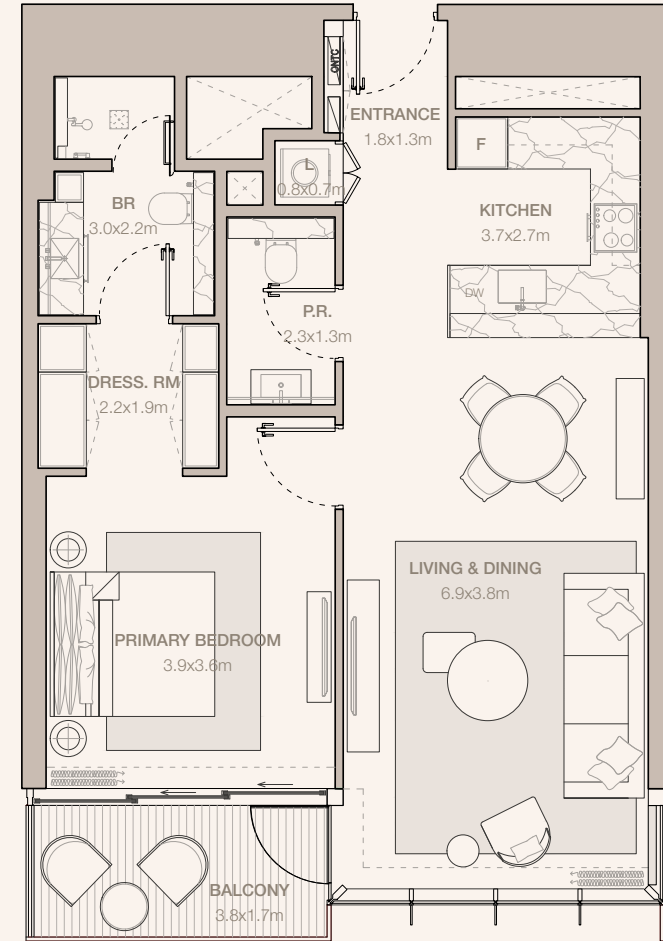 ONTC
ENTRANCE
1.8x1.3m
F
0.8x0.7m
BR
3.0x2.2m
KITCHEN
3.7x2.7m
DW
P.R.
2.3x1.3m
DRESS. RM
2.2x1.9m
LIVING & DINING
6.9x3.8m
PRIMARY BEDROOM
3.9x3.6m
BALCONY
3.8x1.7m